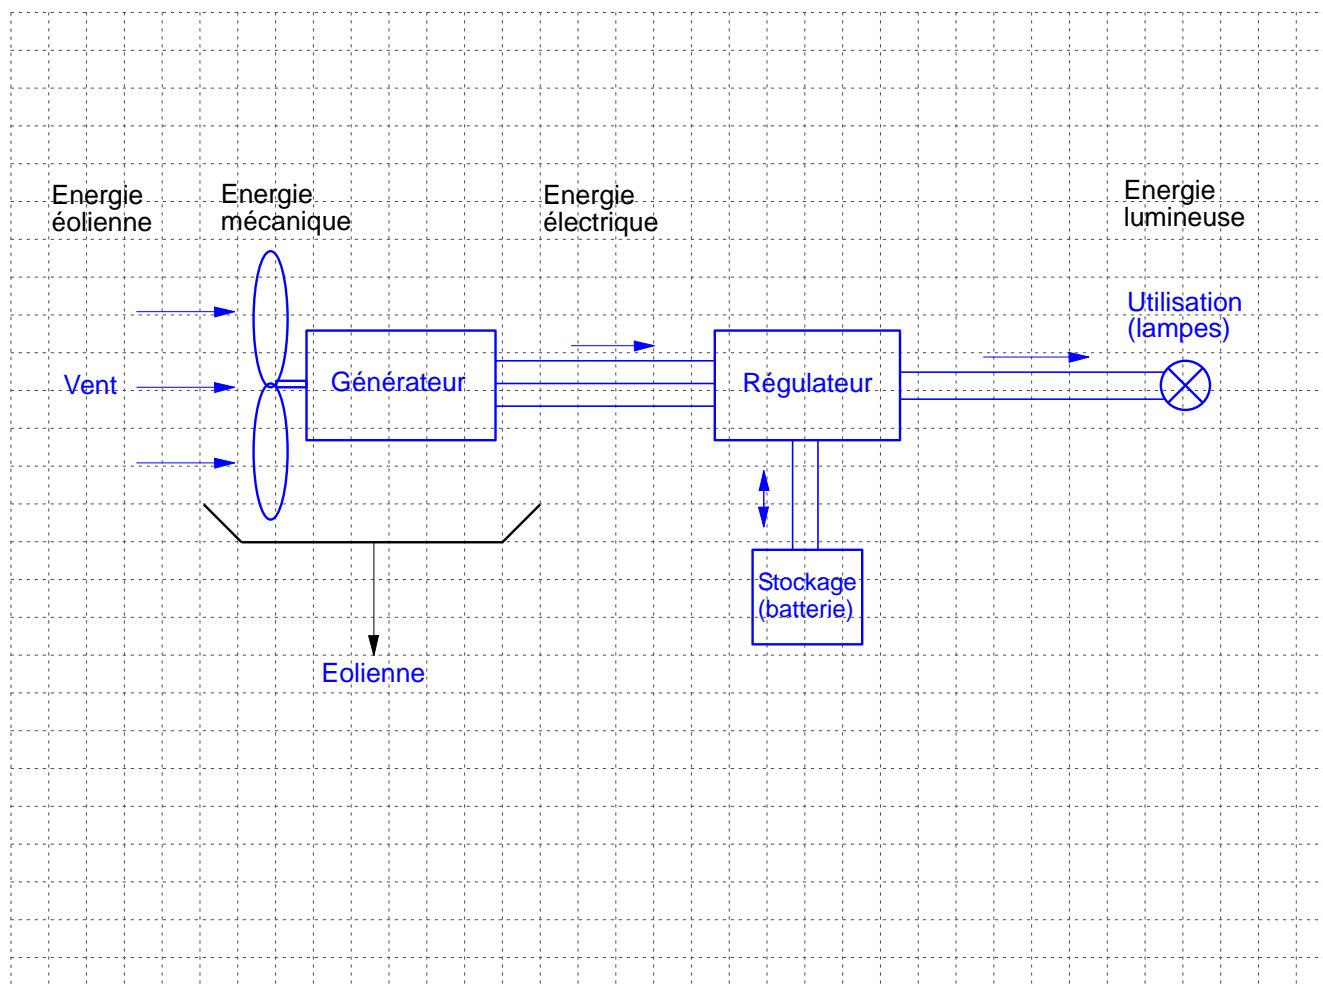 Energie
éolienne
Energie
mécanique
Energie
électrique
Energie
lumineuse
Utilisation
(lampes)
Vent
Générateur
Régulateur
Stockage
(batterie)
Eolienne